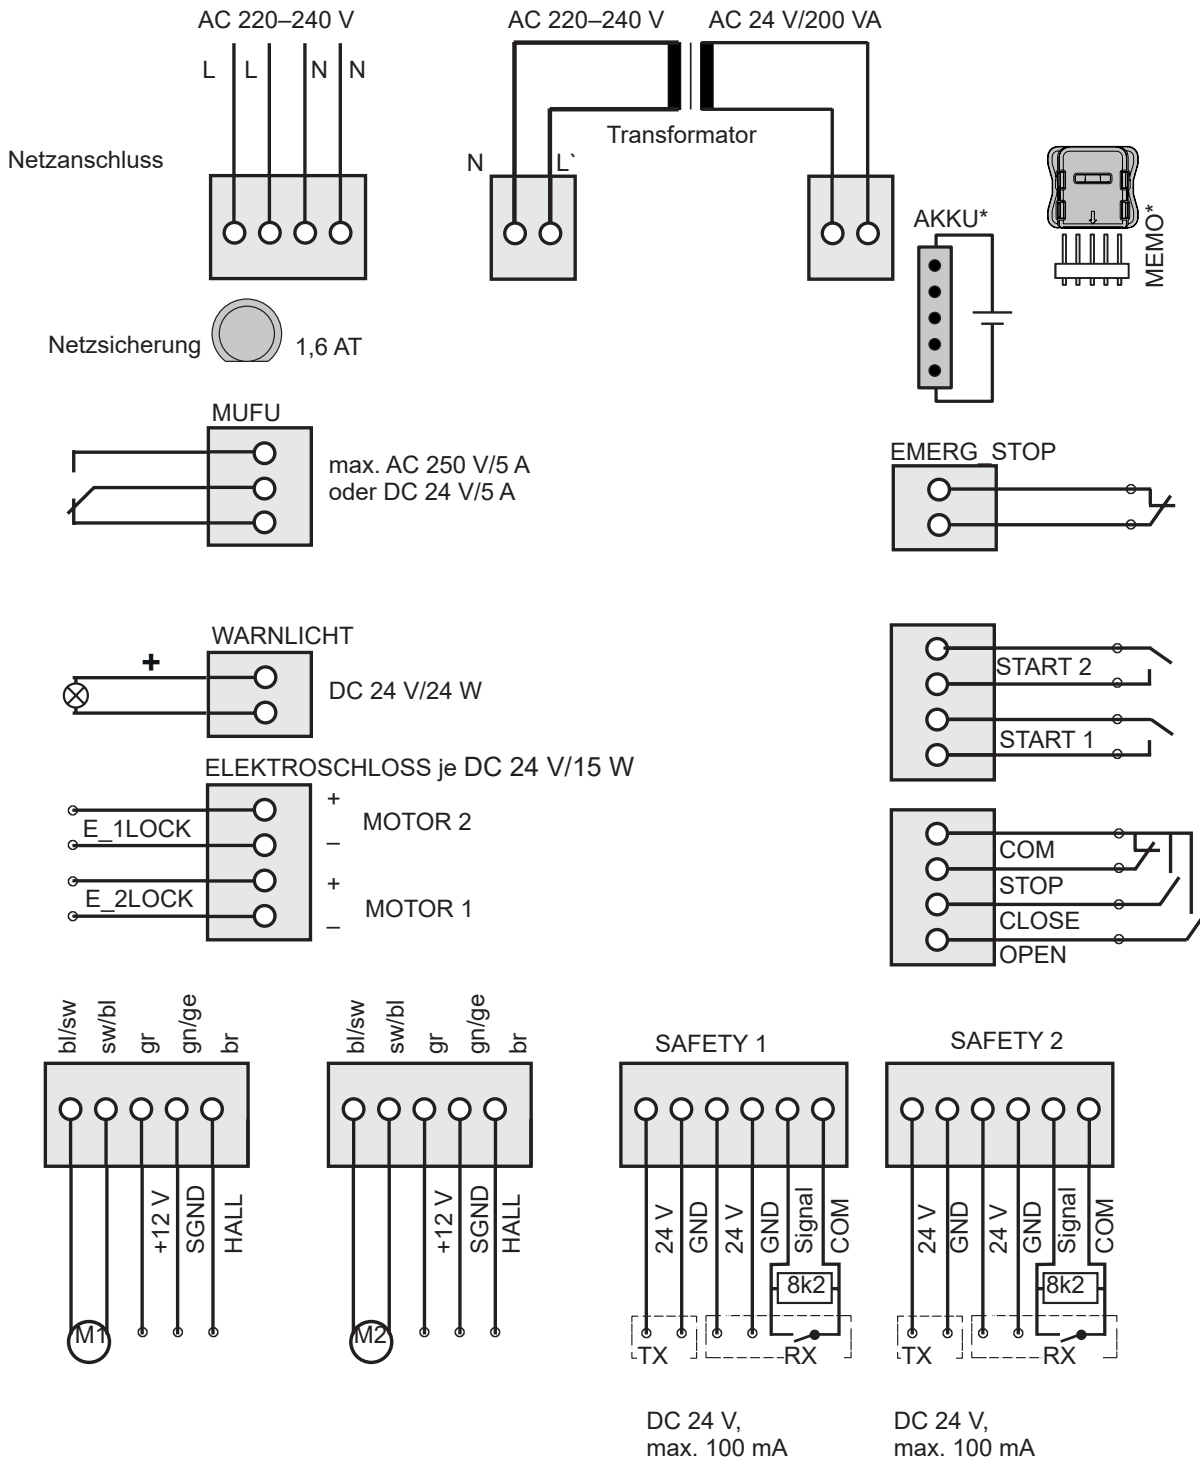 AC 220–240 V
AC 220–240 V
AC 24 V/200 VA
L L N N
Transformator
Netzanschluss
N L`
AKKU*
MEMO*
Netzsicherung 1,6 AT
MUFU
max. AC 250 V/5 A
oder DC 24 V/5 A
EMERG_STOP
WARNLICHT
+
DC 24 V/24 W
START 2
START 1
ELEKTROSCHLOSS je DC 24 V/15 W
E_1LOCK
+
MOTOR 2
–
E_2LOCK
+
MOTOR 1
–
COM
STOP
CLOSE
OPEN
bl/sw
sw/bl
gr
gn/ge
br
+12 V
SGND
HALL
M1
bl/sw
sw/bl
gr
gn/ge
br
+12 V
SGND
HALL
M2
SAFETY 1
24 V
GND
24 V
GND
Signal
COM
8k2
TX
RX
DC 24 V,
max. 100 mA
SAFETY 2
24 V
GND
24 V
GND
Signal
COM
8k2
TX
RX
DC 24 V,
max. 100 mA